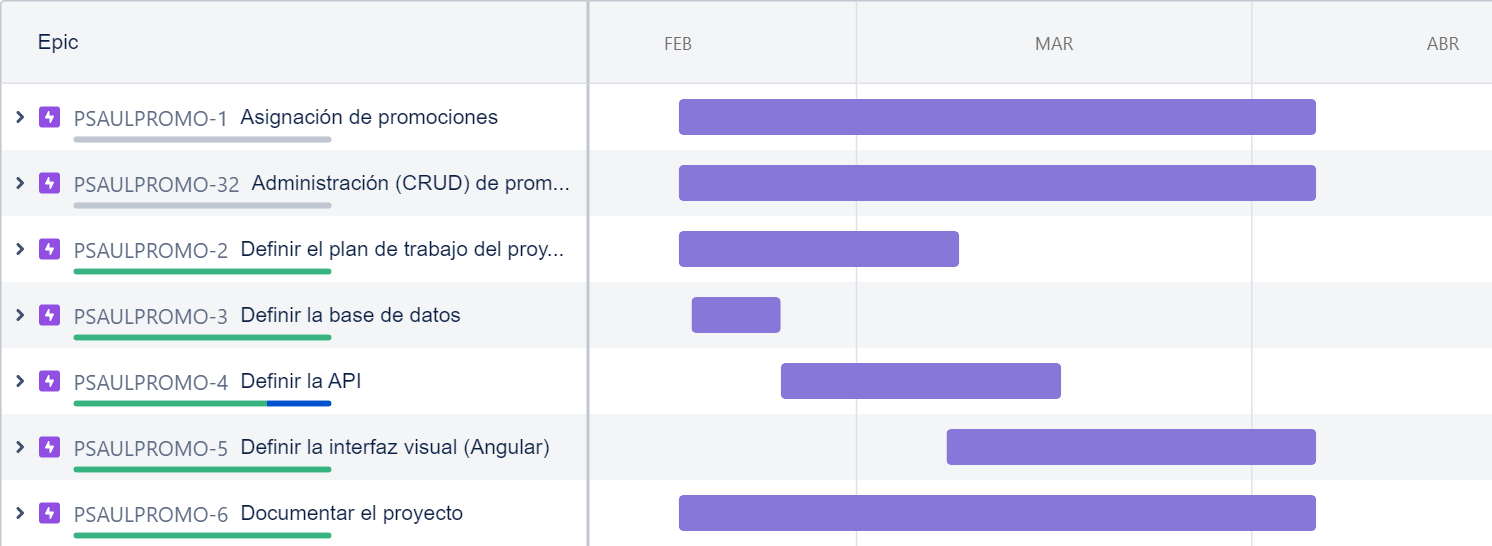 Epic FEB MAR ABR
PSAULPROMO-1 Asignación de promociones
PSAULPROMO-32 Administración (CRUD) de prom...
PSAULPROMO-2 Definir el plan de trabajo del proy...
PSAULPROMO-3 Definir la base de datos
PSAULPROMO-4 Definir la API
PSAULPROMO-5 Definir la interfaz visual (Angular)
PSAULPROMO-6 Documentar el proyecto